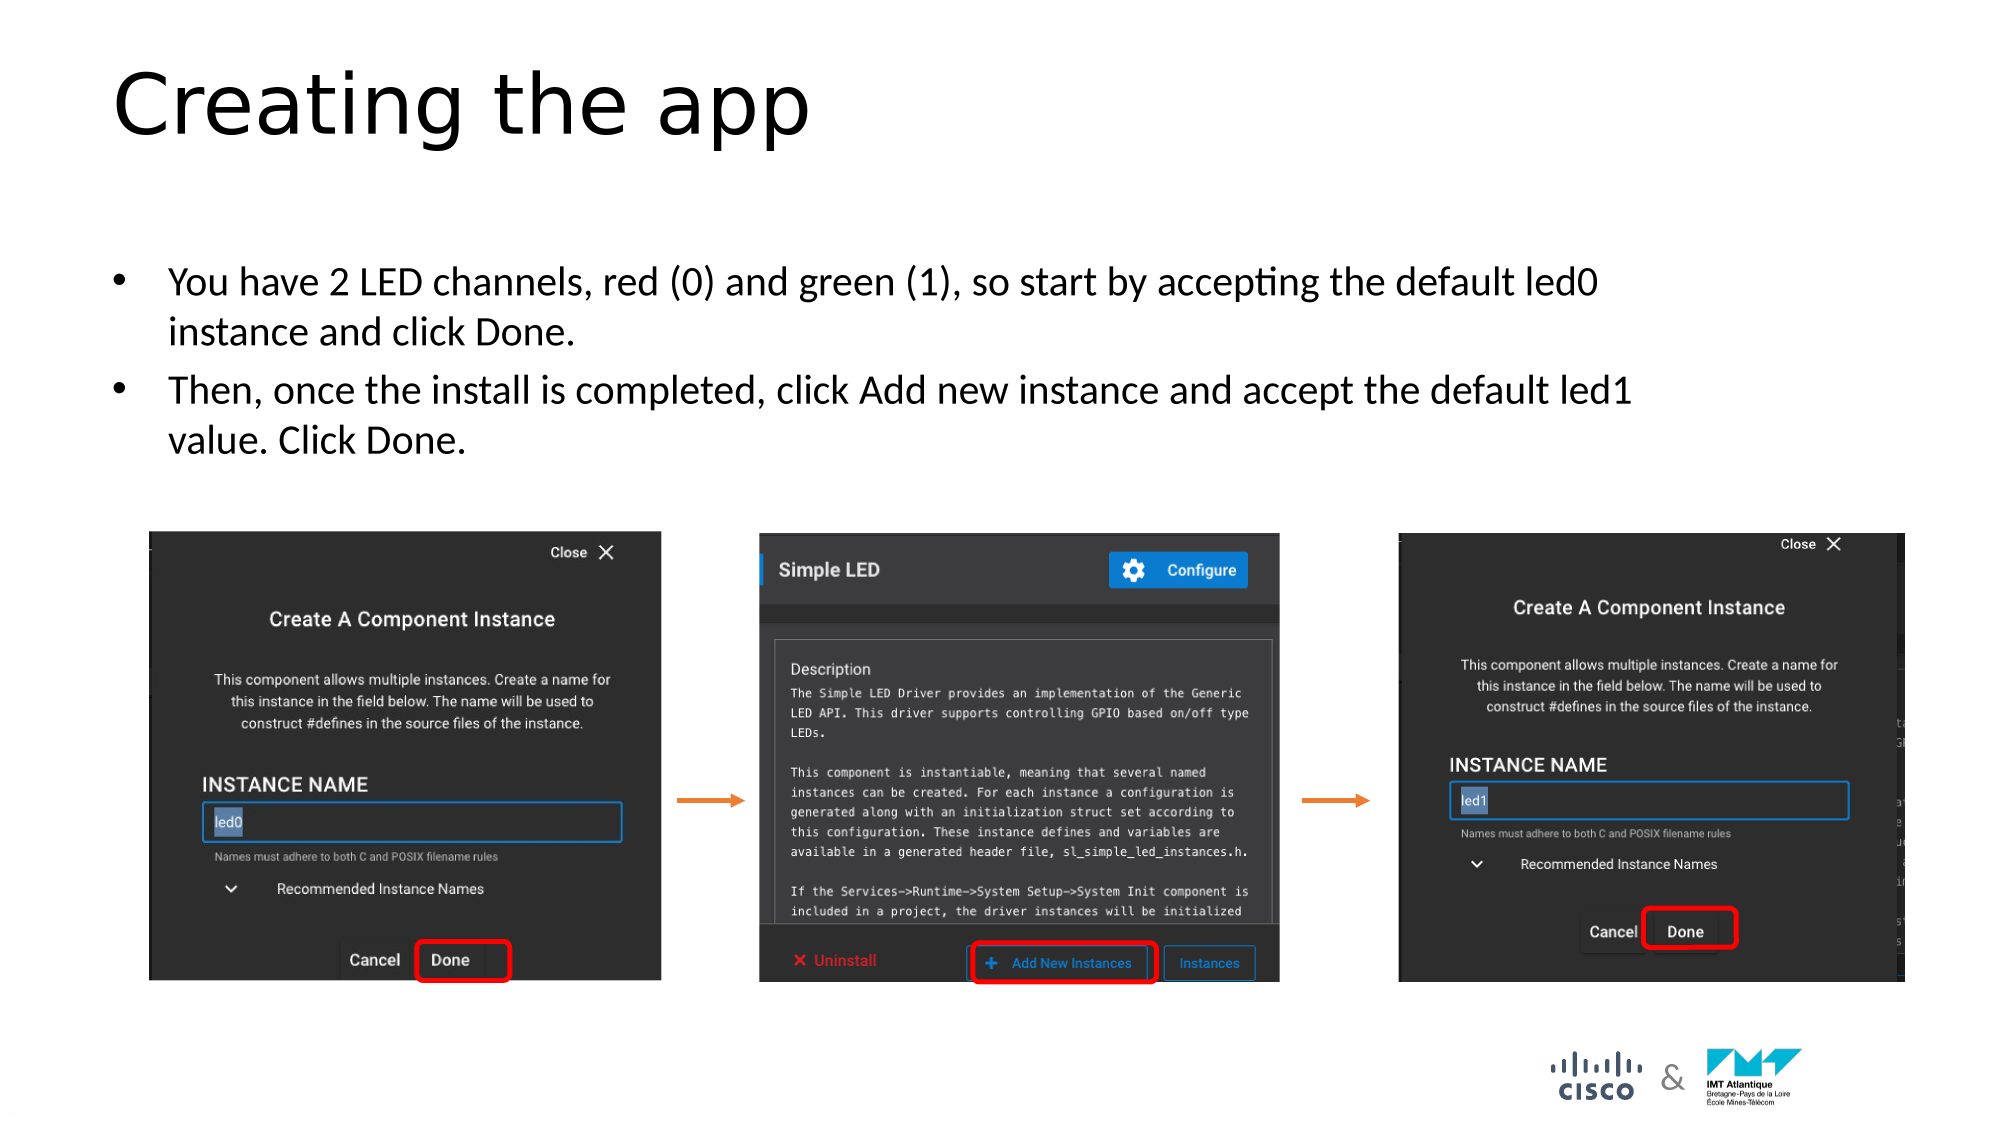 Creating the app
• You have 2 LED channels, red (0) and green (1), so start by accepting the default led0
instance and click Done.
• Then, once the install is completed, click Add new instance and accept the default led1
value. Click Done.
Close
Create A Component Instance
This component allows multiple instances. Create a name for
this instance in the field below. The name will be used to
construct #defines in the source files of the instance.
INSTANCE NAME
led0
Names must adhere to both C and POSIX filename rules
Recommended Instance Names
Cancel Done
Simple LED Configure
Description
The Simple LED Driver provides an implementation of the Generic
LED API. This driver supports controlling GPIO based on/off type
LEDs.
This component is instantiable, meaning that several named
instances can be created. For each instance a configuration is
generated along with an initialization struct set according to
this configuration. These instance defines and variables are
available in a generated header file, sl_simple_led_instances.h.
If the Services->Runtime->System Setup->System Init component is
included in a project, the driver instances will be initialized
Uninstall Add New Instances Instances
Close
Create A Component Instance
This component allows multiple instances. Create a name for
this instance in the field below. The name will be used to
construct #defines in the source files of the instance.
INSTANCE NAME
led1
Names must adhere to both C and POSIX filename rules
Recommended Instance Names
Cancel Done
CISCO & IMT Atlantique
Bretagne-Pays de la Loire
École Mines-Télécom